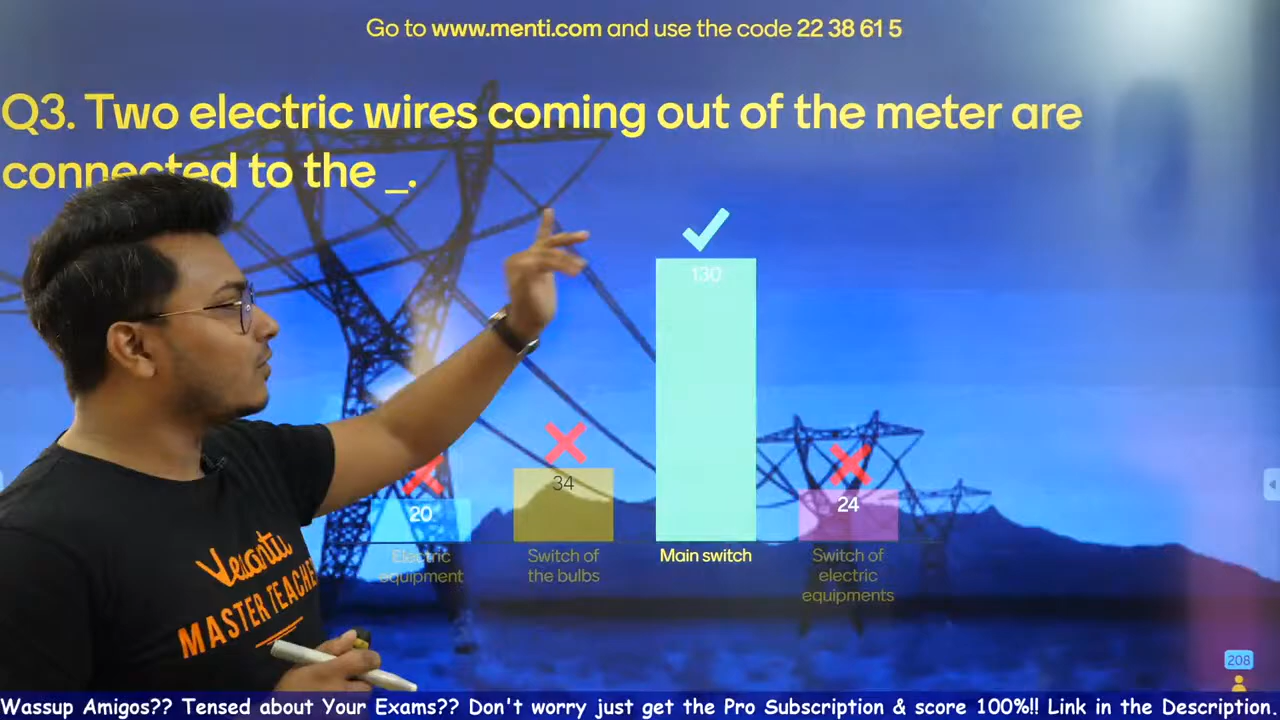 Go to www.menti.com and use the code 22 38 61 5
Q3. Two electric wires coming out of the meter are
connected to the _.
130
34
24
20
Electric
equipment
Switch of
the bulbs
Main switch
Switch of
electric
equipments
Vedantu
MASTER TEACHER
208
Wassup Amigos?? Tensed about Your Exams?? Don't worry just get the Pro Subscription & score 100%!! Link in the Description.